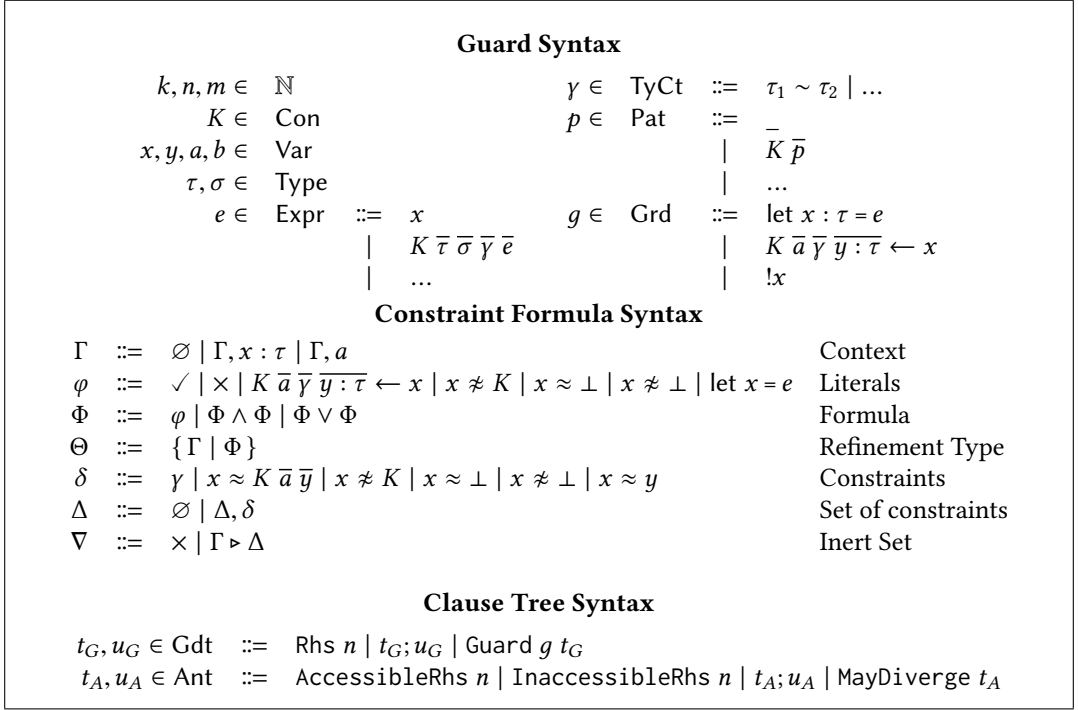 Guard Syntax
k, n, m ∈ ℕ γ ∈ TyCt ::= τ₁ ∼ τ₂ | ...
K ∈ Con p ∈ Pat ::= _
x, y, a, b ∈ Var | K p̅
τ, σ ∈ Type | ...
e ∈ Expr ::= x g ∈ Grd ::= let x : τ = e
| K τ̅ σ̅ γ̅ e̅ | K a̅ γ̅ y̅ ̅:̅ ̅τ̅ ← x
| ... | !x
Constraint Formula Syntax
Γ ::= ∅ | Γ, x : τ | Γ, a Context
φ ::= ✓ | × | K a̅ γ̅ y̅ ̅:̅ ̅τ̅ ← x | x ≉ K | x ≈ ⊥ | x ≉ ⊥ | let x = e Literals
Φ ::= φ | Φ ∧ Φ | Φ ∨ Φ Formula
Θ ::= { Γ | Φ } Refinement Type
δ ::= γ | x ≈ K a̅ y̅ | x ≉ K | x ≈ ⊥ | x ≉ ⊥ | x ≈ y Constraints
Δ ::= ∅ | Δ, δ Set of constraints
∇ ::= × | Γ ▹ Δ Inert Set
Clause Tree Syntax
t_G, u_G ∈ Gdt ::= Rhs n | t_G; u_G | Guard g t_G
t_A, u_A ∈ Ant ::= AccessibleRhs n | InaccessibleRhs n | t_A; u_A | MayDiverge t_A